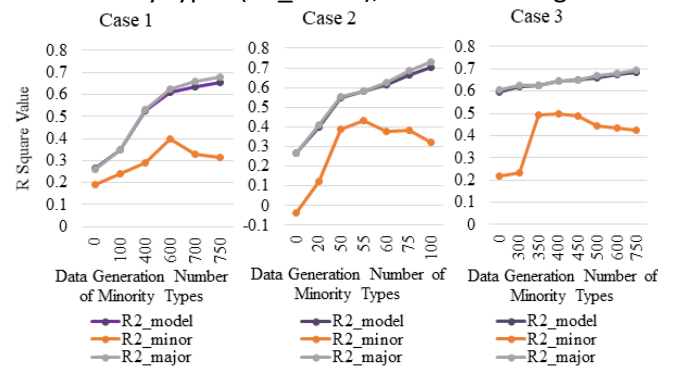 Case 1
0.8
0.7
0.6
0.5
0.4
0.3
0.2
0.1
0
R Square Value
0
100
400
600
700
750
Data Generation Number
of Minority Types
R2_model
R2_minor
R2_major
Case 2
0.8
0.7
0.6
0.5
0.4
0.3
0.2
0.1
0
-0.1
0
20
50
55
60
75
100
Data Generation Number of
Minority Types
R2_model
R2_minor
R2_major
Case 3
0.8
0.7
0.6
0.5
0.4
0.3
0.2
0.1
0
0
300
350
400
450
500
600
750
Data Generation Number of
Minority Types
R2_model
R2_minor
R2_major